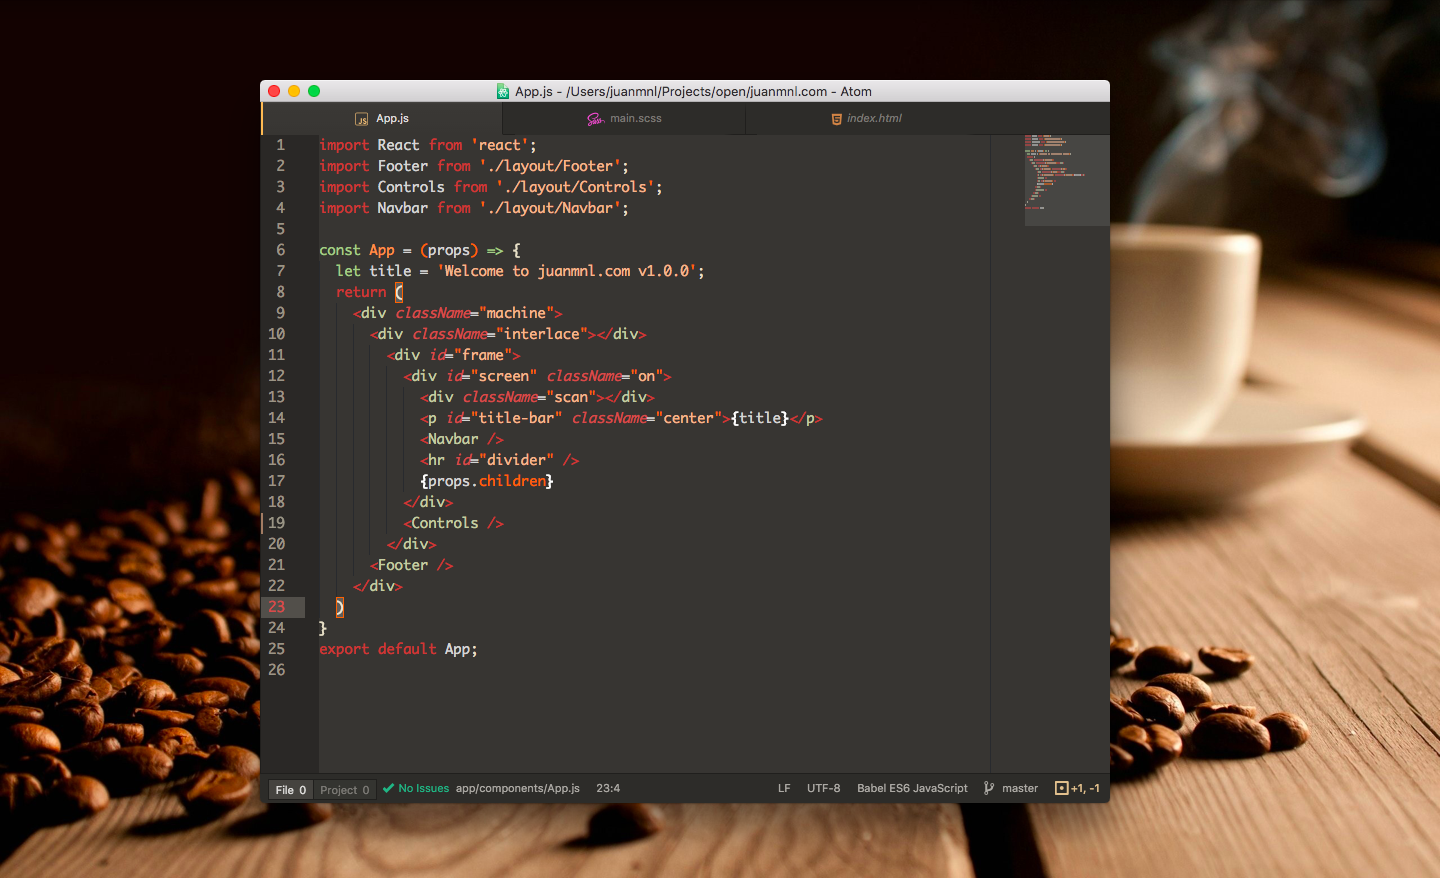 App.js - /Users/juanmnl/Projects/open/juanmnl.com - Atom
JS App.js Sass main.scss 5 index.html
1 import React from 'react';
2 import Footer from './layout/Footer';
3 import Controls from './layout/Controls';
4 import Navbar from './layout/Navbar';
5
6 const App = (props) => {
7 let title = 'Welcome to juanmnl.com v1.0.0';
8 return (
9 <div className="machine">
10 <div className="interlace"></div>
11 <div id="frame">
12 <div id="screen" className="on">
13 <div className="scan"></div>
14 <p id="title-bar" className="center">{title}</p>
15 <Navbar />
16 <hr id="divider" />
17 {props.children}
18 </div>
19 <Controls />
20 </div>
21 <Footer />
22 </div>
23 )
24 }
25 export default App;
26
File 0 Project 0 No Issues app/components/App.js 23:4 LF UTF-8 Babel ES6 JavaScript master +1, -1